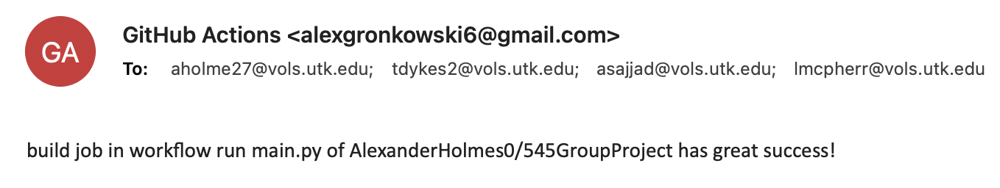 GA
GitHub Actions <alexgronkowski6@gmail.com>
To: aholme27@vols.utk.edu; tdykes2@vols.utk.edu; asajjad@vols.utk.edu; lmcpherr@vols.utk.edu
build job in workflow run main.py of AlexanderHolmes0/545GroupProject has great success!